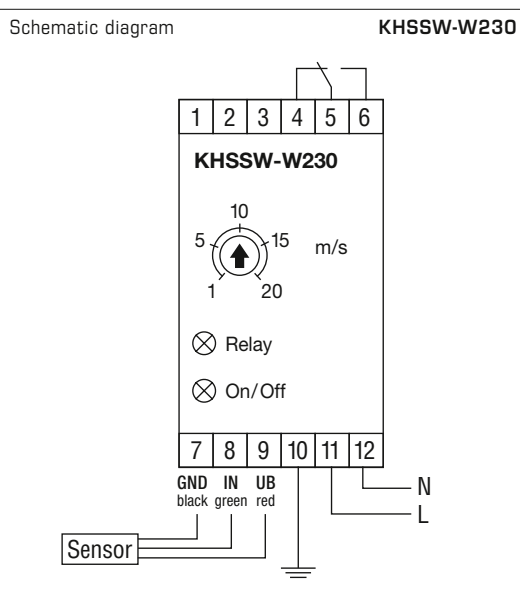 Schematic diagram KHSSW-W230
1 2 3 4 5 6
KHSSW-W230
10
5 15 m/s
1 20
Relay
On/Off
7 8 9 10 11 12
GND IN UB N
black green red
L
Sensor